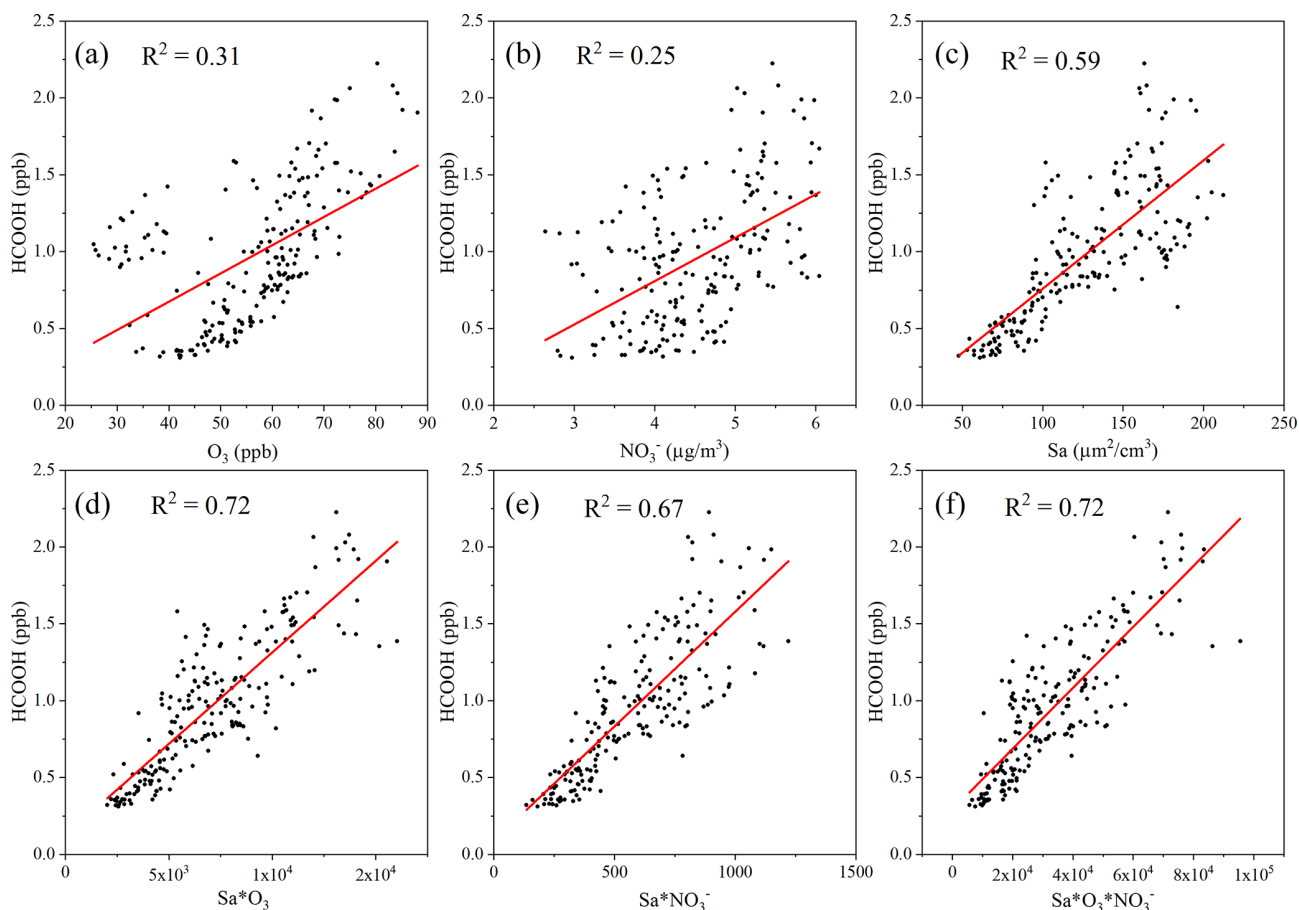 (a)
R² = 0.31
HCOOH (ppb)
2.5
2.0
1.5
1.0
0.5
0.0
20 30 40 50 60 70 80 90
O₃ (ppb)
(b)
R² = 0.25
HCOOH (ppb)
2.5
2.0
1.5
1.0
0.5
0.0
2 3 4 5 6
NO₃⁻ (μg/m³)
(c)
R² = 0.59
HCOOH (ppb)
2.5
2.0
1.5
1.0
0.5
0.0
50 100 150 200 250
Sa (μm²/cm³)
(d)
R² = 0.72
HCOOH (ppb)
2.5
2.0
1.5
1.0
0.5
0.0
0 5x10³ 1x10⁴ 2x10⁴
Sa*O₃
(e)
R² = 0.67
HCOOH (ppb)
2.5
2.0
1.5
1.0
0.5
0.0
0 500 1000 1500
Sa*NO₃⁻
(f)
R² = 0.72
HCOOH (ppb)
2.5
2.0
1.5
1.0
0.5
0.0
0 2x10⁴ 4x10⁴ 6x10⁴ 8x10⁴ 1x10⁵
Sa*O₃*NO₃⁻